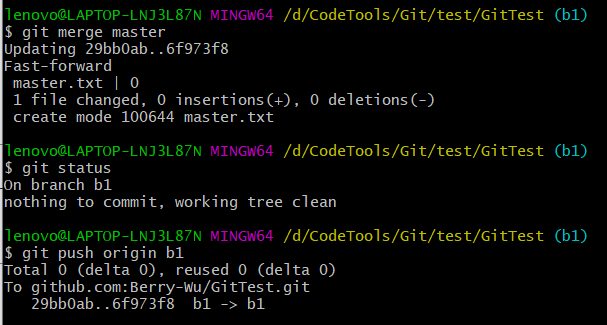 lenovo@LAPTOP-LNJ3L87N MINGW64 /d/CodeTools/Git/test/GitTest (b1)
$ git merge master
Updating 29bb0ab..6f973f8
Fast-forward
 master.txt | 0
 1 file changed, 0 insertions(+), 0 deletions(-)
 create mode 100644 master.txt
lenovo@LAPTOP-LNJ3L87N MINGW64 /d/CodeTools/Git/test/GitTest (b1)
$ git status
On branch b1
nothing to commit, working tree clean
lenovo@LAPTOP-LNJ3L87N MINGW64 /d/CodeTools/Git/test/GitTest (b1)
$ git push origin b1
Total 0 (delta 0), reused 0 (delta 0)
To github.com:Berry-Wu/GitTest.git
   29bb0ab..6f973f8  b1 -> b1